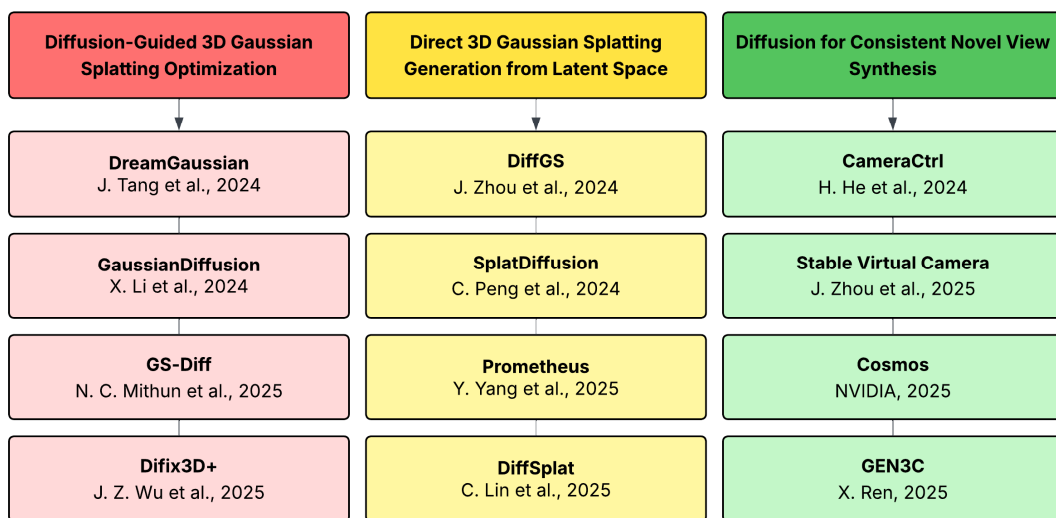 Diffusion-Guided 3D Gaussian
Splatting Optimization
DreamGaussian
J. Tang et al., 2024
GaussianDiffusion
X. Li et al., 2024
GS-Diff
N. C. Mithun et al., 2025
Difix3D+
J. Z. Wu et al., 2025
Direct 3D Gaussian Splatting
Generation from Latent Space
DiffGS
J. Zhou et al., 2024
SplatDiffusion
C. Peng et al., 2024
Prometheus
Y. Yang et al., 2025
DiffSplat
C. Lin et al., 2025
Diffusion for Consistent Novel View
Synthesis
CameraCtrl
H. He et al., 2024
Stable Virtual Camera
J. Zhou et al., 2025
Cosmos
NVIDIA, 2025
GEN3C
X. Ren, 2025